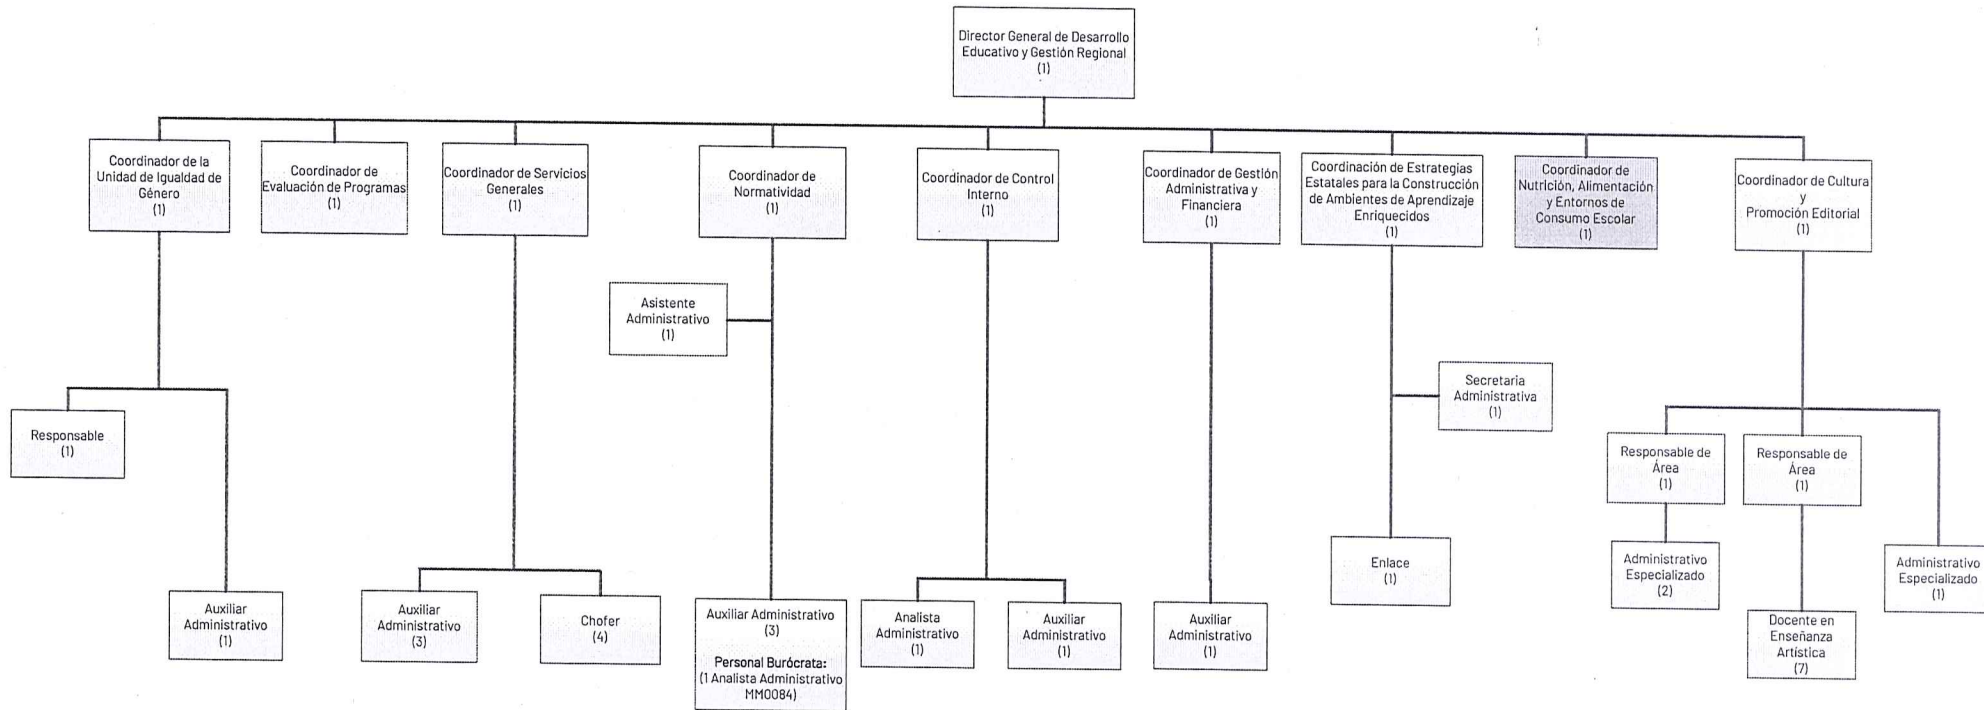 Director General de Desarrollo
Educativo y Gestión Regional
(1)
Coordinador de la
Unidad de Igualdad de
Género
(1)
Coordinador de
Evaluación de Programas
(1)
Coordinador de Servicios
Generales
(1)
Coordinador de
Normatividad
(1)
Coordinador de Control
Interno
(1)
Coordinador de Gestión
Administrativa y
Financiera
(1)
Coordinación de Estrategias
Estatales para la Construcción
de Ambientes de Aprendizaje
Enriquecidos
(1)
Coordinador de
Nutrición, Alimentación
y Entornos de
Consumo Escolar
(1)
Coordinador de Cultura
y
Promoción Editorial
(1)
Asistente
Administrativo
(1)
Secretaria
Administrativa
(1)
Responsable
(1)
Responsable de
Área
(1)
Responsable de
Área
(1)
Enlace
(1)
Administrativo
Especializado
(2)
Administrativo
Especializado
(1)
Auxiliar
Administrativo
(1)
Auxiliar
Administrativo
(3)
Chofer
(4)
Auxiliar Administrativo
(3)
Personal Burócrata:
(1 Analista Administrativo
MM0084)
Analista
Administrativo
(1)
Auxiliar
Administrativo
(1)
Auxiliar
Administrativo
(1)
Docente en
Enseñanza
Artística
(7)